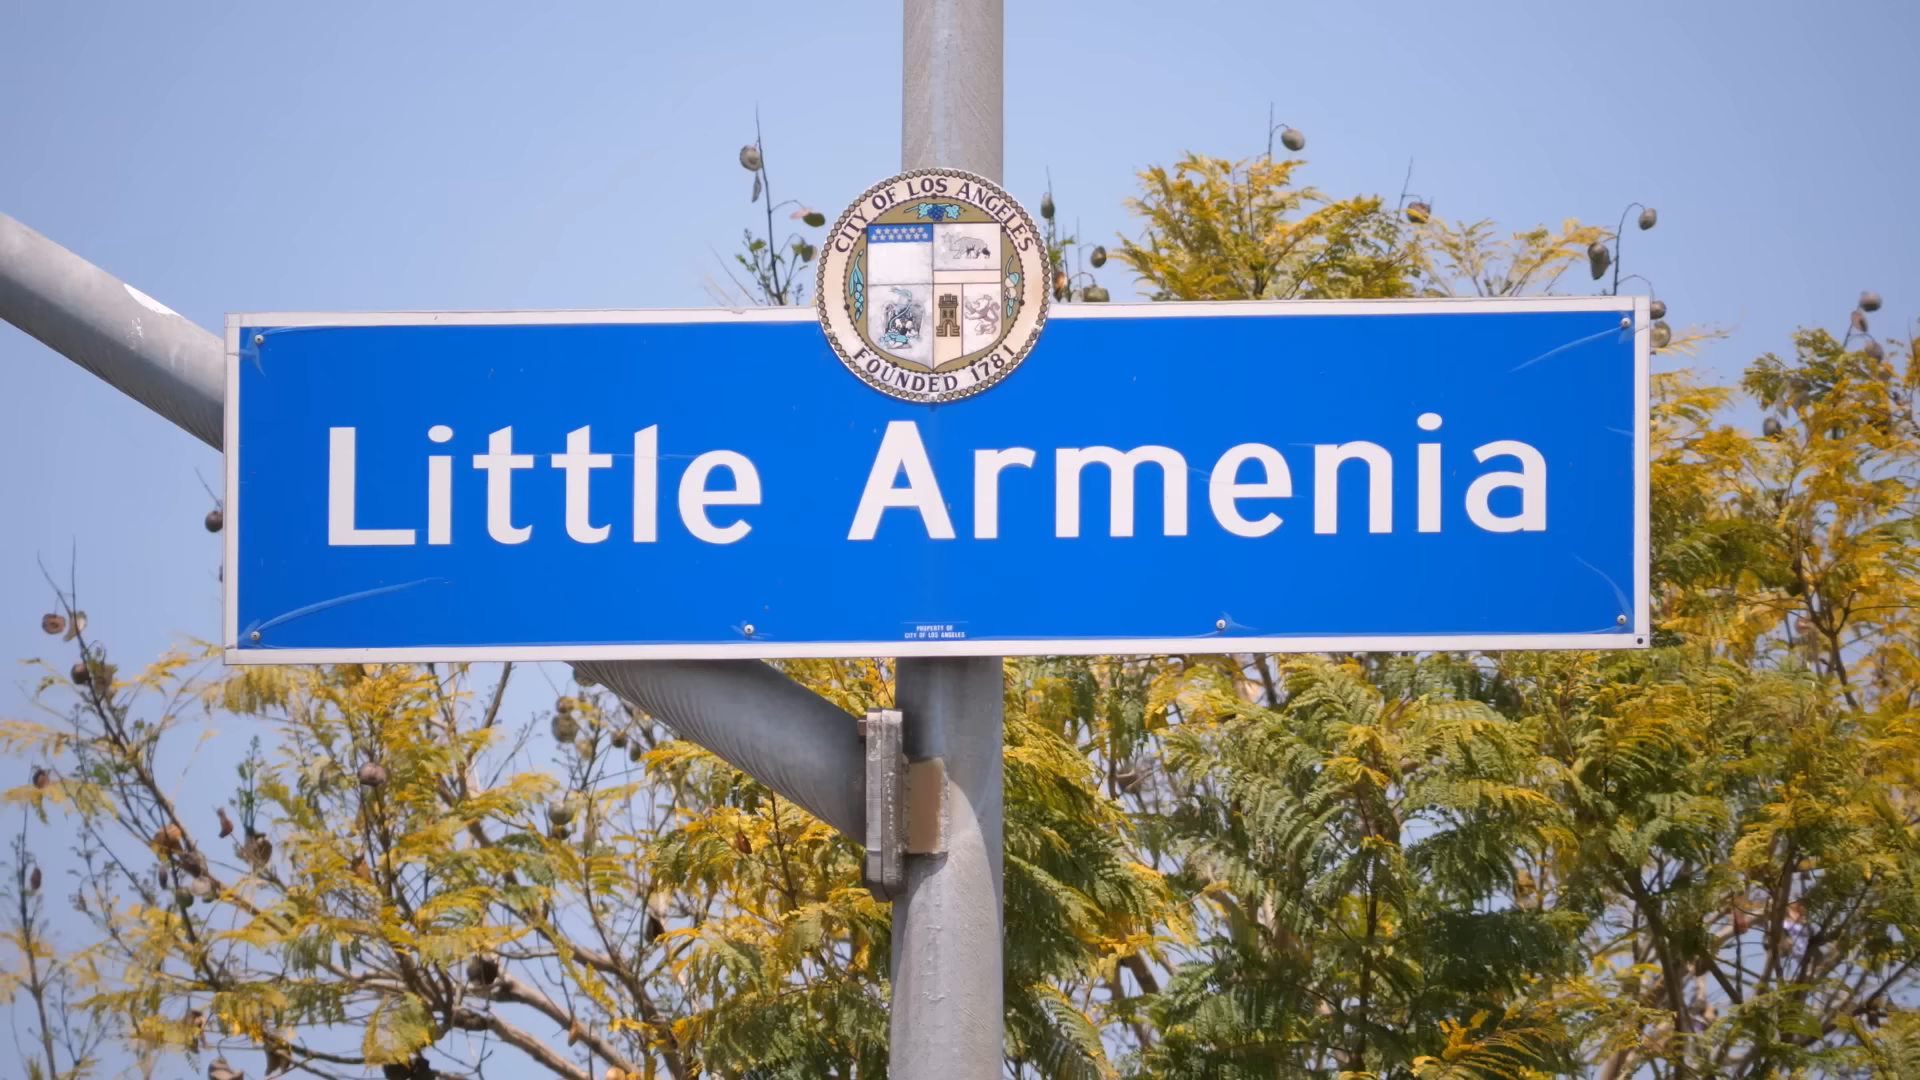 CITY OF LOS ANGELES
FOUNDED 1781
Little Armenia
PROPERTY OF
CITY OF LOS ANGELES